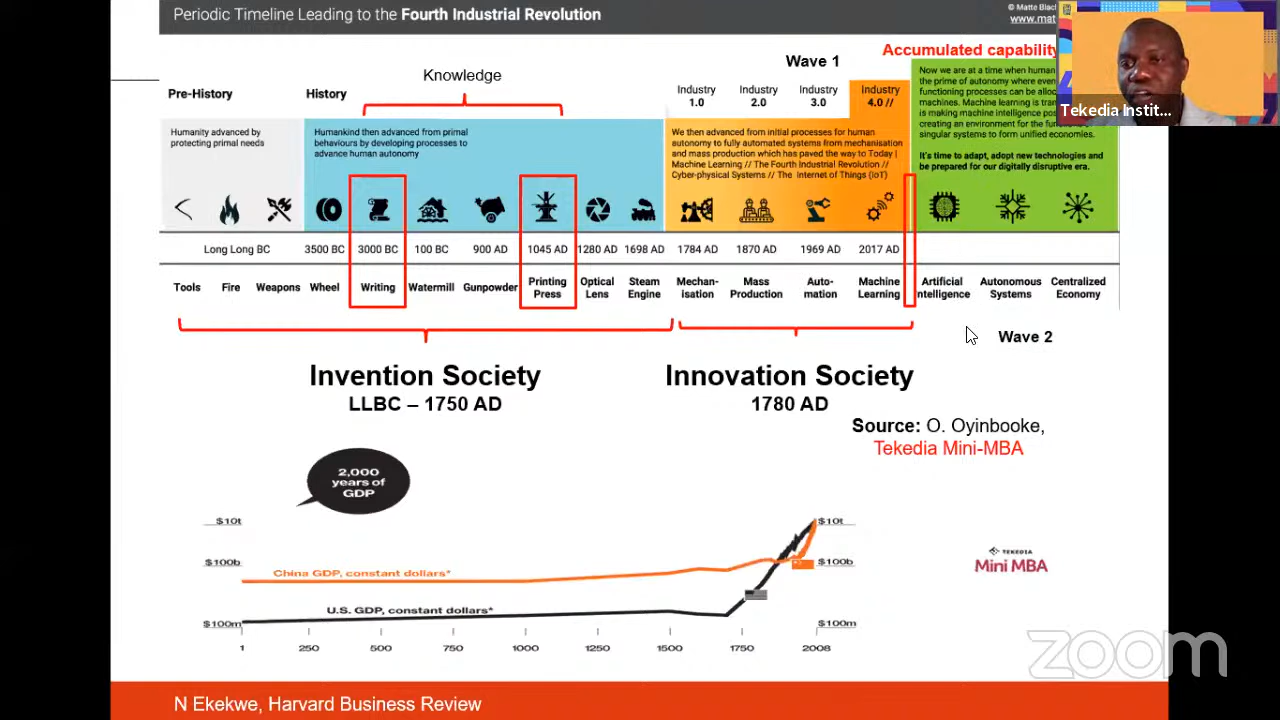 Periodic Timeline Leading to the Fourth Industrial Revolution
© Matte
www.
Tekedia Instit...
Accumulated capability
Wave 1
Knowledge
Pre-History
History
Industry
1.0
Industry
2.0
Industry
3.0
Industry
4.0 //
Humanity advanced by
protecting primal needs
Humankind then advanced from primal
behaviours by developing processes to
advance human autonomy
We then advanced from initial processes for human
autonomy to fully automated systems from mechanisation
and mass production which has paved the way to Today |
Machine Learning // The Fourth Industrial Revolution //
Cyber-physical Systems // The Internet of Things (IoT)
Now we are at a time when human
the prime of autonomy where even
functioning processes can be
machines. Machine learning is
is making machine intelligence
creating an environment for the
singular systems to form unified economies.
It's time to adapt, adopt new technologies and
be prepared for our digitally disruptive era.
Long Long BC
3500 BC
3000 BC
100 BC
900 AD
1045 AD
1280 AD
1698 AD
1784 AD
1870 AD
1969 AD
2017 AD
Tools
Fire
Weapons
Wheel
Writing
Watermill
Gunpowder
Printing
Press
Optical
Lens
Steam
Engine
Mechan-
isation
Mass
Production
Auto-
mation
Machine
Learning
Artificial
Intelligence
Autonomous
Systems
Centralized
Economy
Wave 2
Invention Society
LLBC – 1750 AD
Innovation Society
1780 AD
Source: O. Oyinbooke,
Tekedia Mini-MBA
2,000
years of
GDP
$10t
$100b
$100m
China GDP, constant dollars*
U.S. GDP, constant dollars*
$10t
$100b
$100m
1
250
500
750
1000
1250
1500
1750
2008
TEKEDIA
Mini MBA
zoom
N Ekekwe, Harvard Business Review